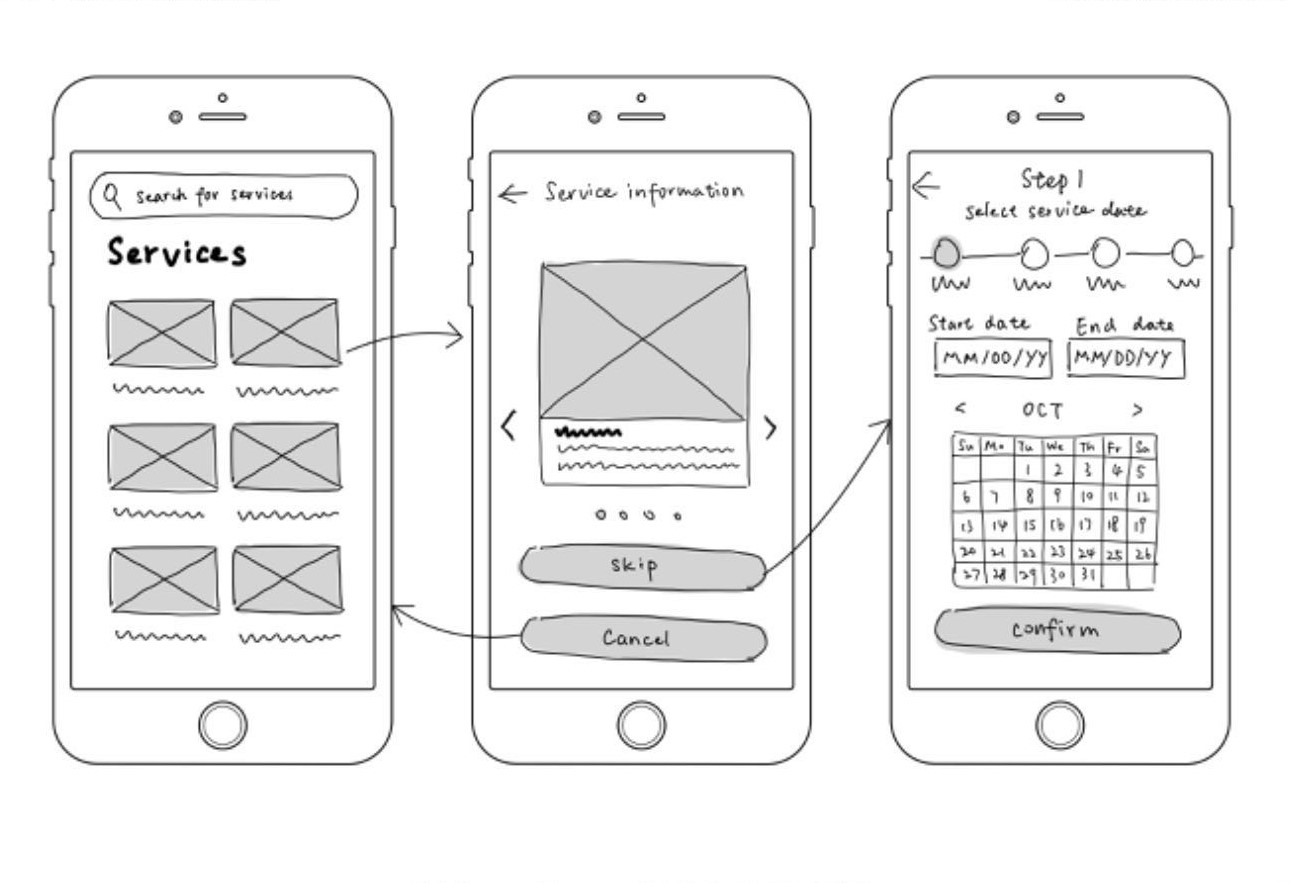 Search for services
Services
← Service information
< >
Skip
Cancel
←
Step 1
Select service date
Start date End date
MM/DD/YY MM/DD/YY
< OCT >
Su Mo Tu We Th Fr Sa
1 2 3 4 5
6 7 8 9 10 11 12
13 14 15 16 17 18 19
20 21 22 23 24 25 26
27 28 29 30 31
confirm